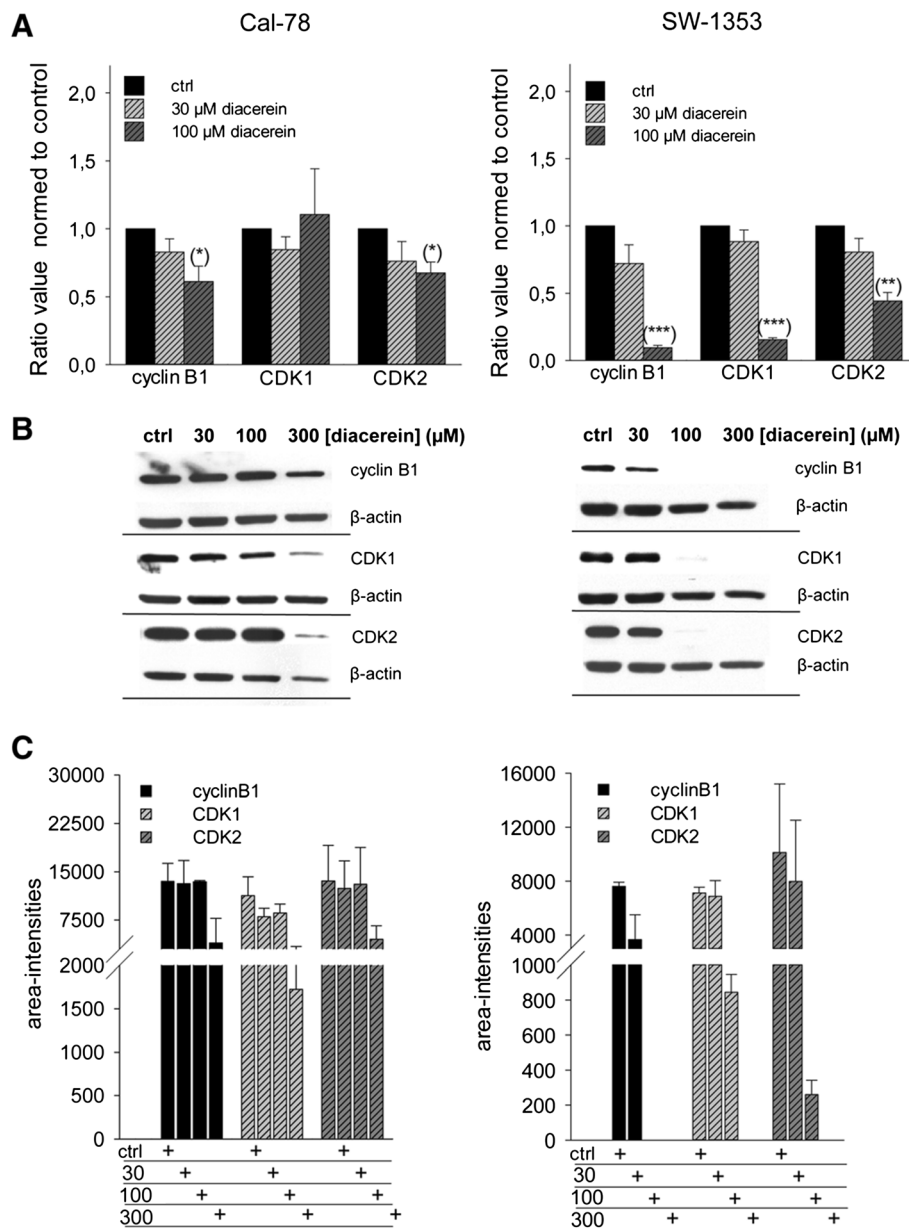 A
Cal-78
SW-1353
Ratio value normed to control
2,0
1,5
1,0
0,5
0,0
ctrl
30 µM diacerein
100 µM diacerein
(*)
(*)
cyclin B1
CDK1
CDK2
Ratio value normed to control
2,0
1,5
1,0
0,5
0,0
ctrl
30 µM diacerein
100 µM diacerein
(***)
(***)
(**)
cyclin B1
CDK1
CDK2
B
ctrl 30 100 300 [diacerein] (µM)
cyclin B1
β-actin
CDK1
β-actin
CDK2
β-actin
ctrl 30 100 300 [diacerein] (µM)
cyclin B1
β-actin
CDK1
β-actin
CDK2
β-actin
C
area-intensities
30000
22500
15000
7500
2000
1500
1000
500
0
cyclinB1
CDK1
CDK2
ctrl + + +
30 + + +
100 + + +
300 + + +
area-intensities
16000
12000
8000
4000
1000
800
600
400
200
0
cyclinB1
CDK1
CDK2
ctrl + + +
30 + + +
100 + + +
300 + + +